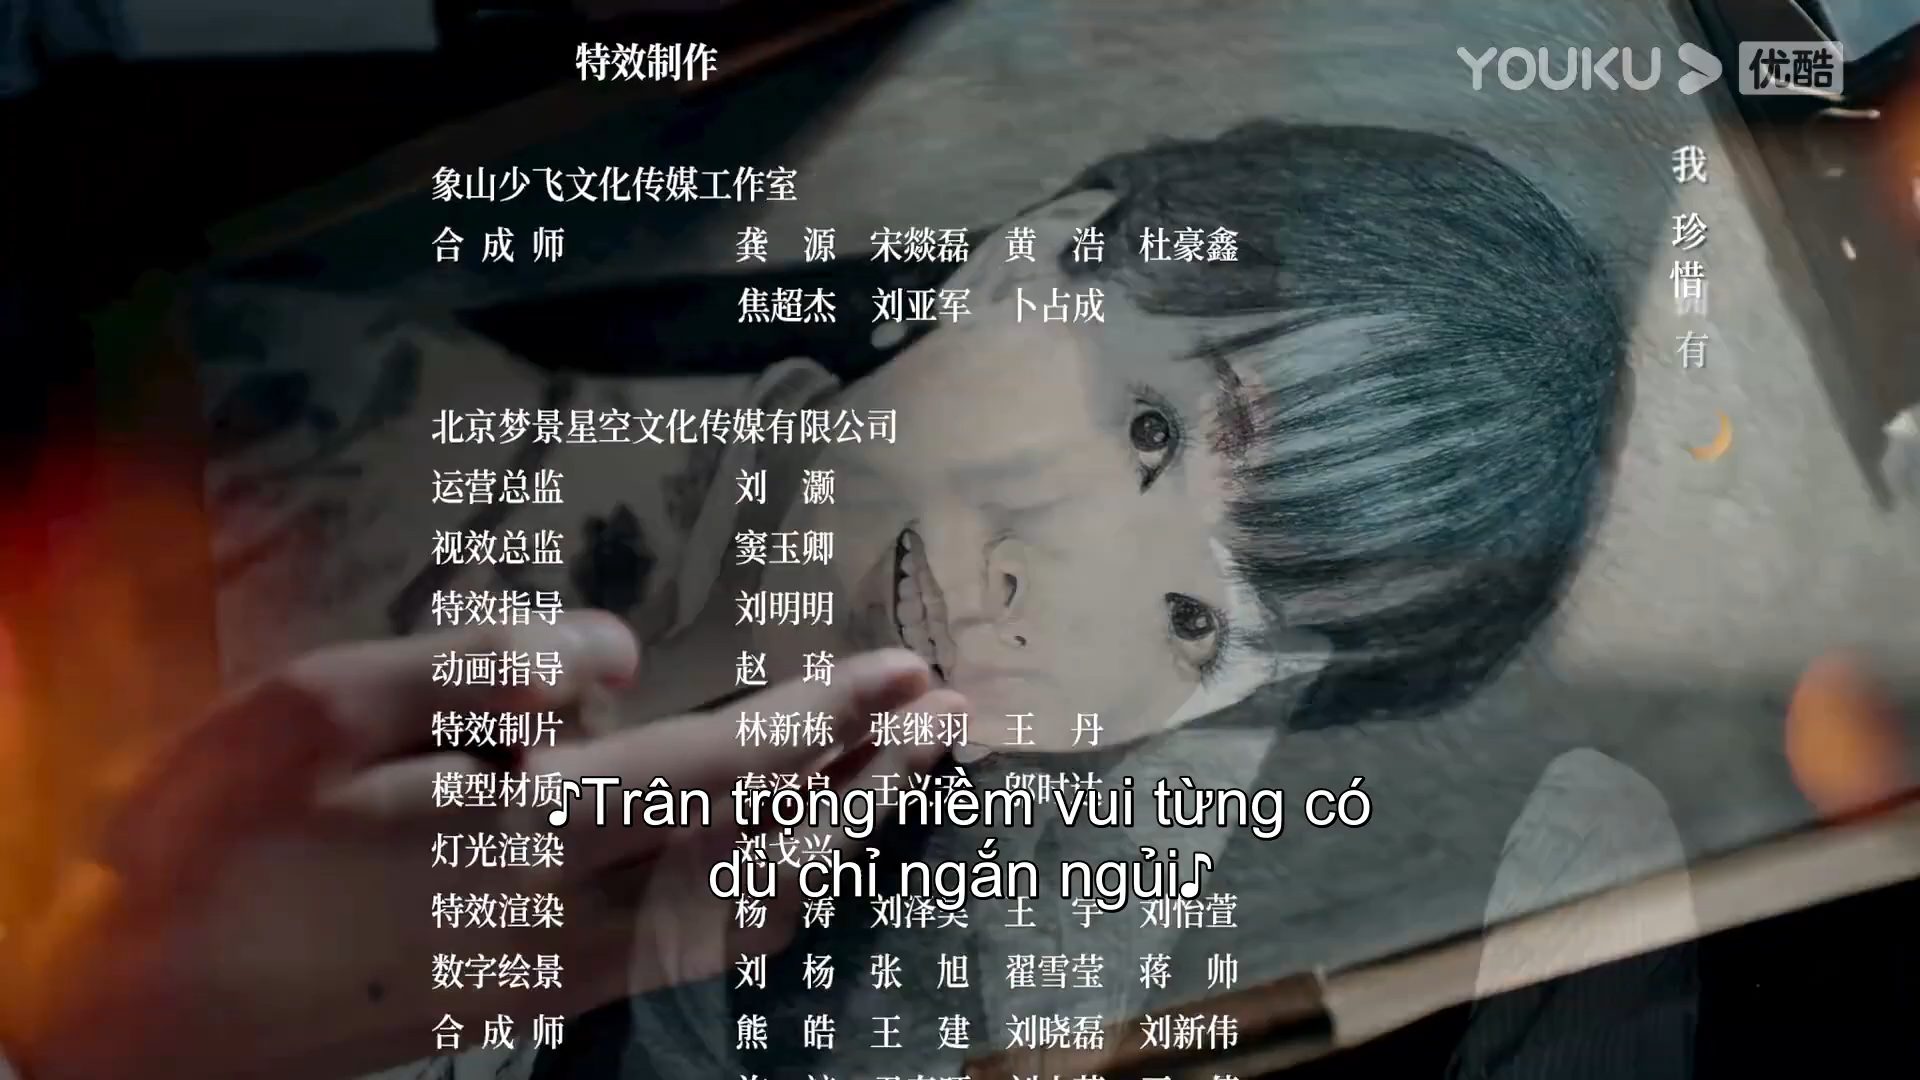 特效制作
YOUKU 优酷
象山少飞文化传媒工作室
合成师 龚源 宋燚磊 黄浩 杜豪鑫
焦超杰 刘亚军 卜占成
我珍惜
有
北京梦景星空文化传媒有限公司
运营总监 刘灏
视效总监 窦玉卿
特效指导 刘明明
动画指导 赵琦
特效制片 林新栋 张继羽 王丹
模型材质
♪Trân trọng niềm vui từng có
灯光渲染 刘戈兴
dù chỉ ngắn ngủi♪
特效渲染 杨涛 王宇 刘怡萱
数字绘景 刘杨 张旭 翟雪莹 蒋帅
合成师 熊皓 王建 刘晓磊 刘新伟